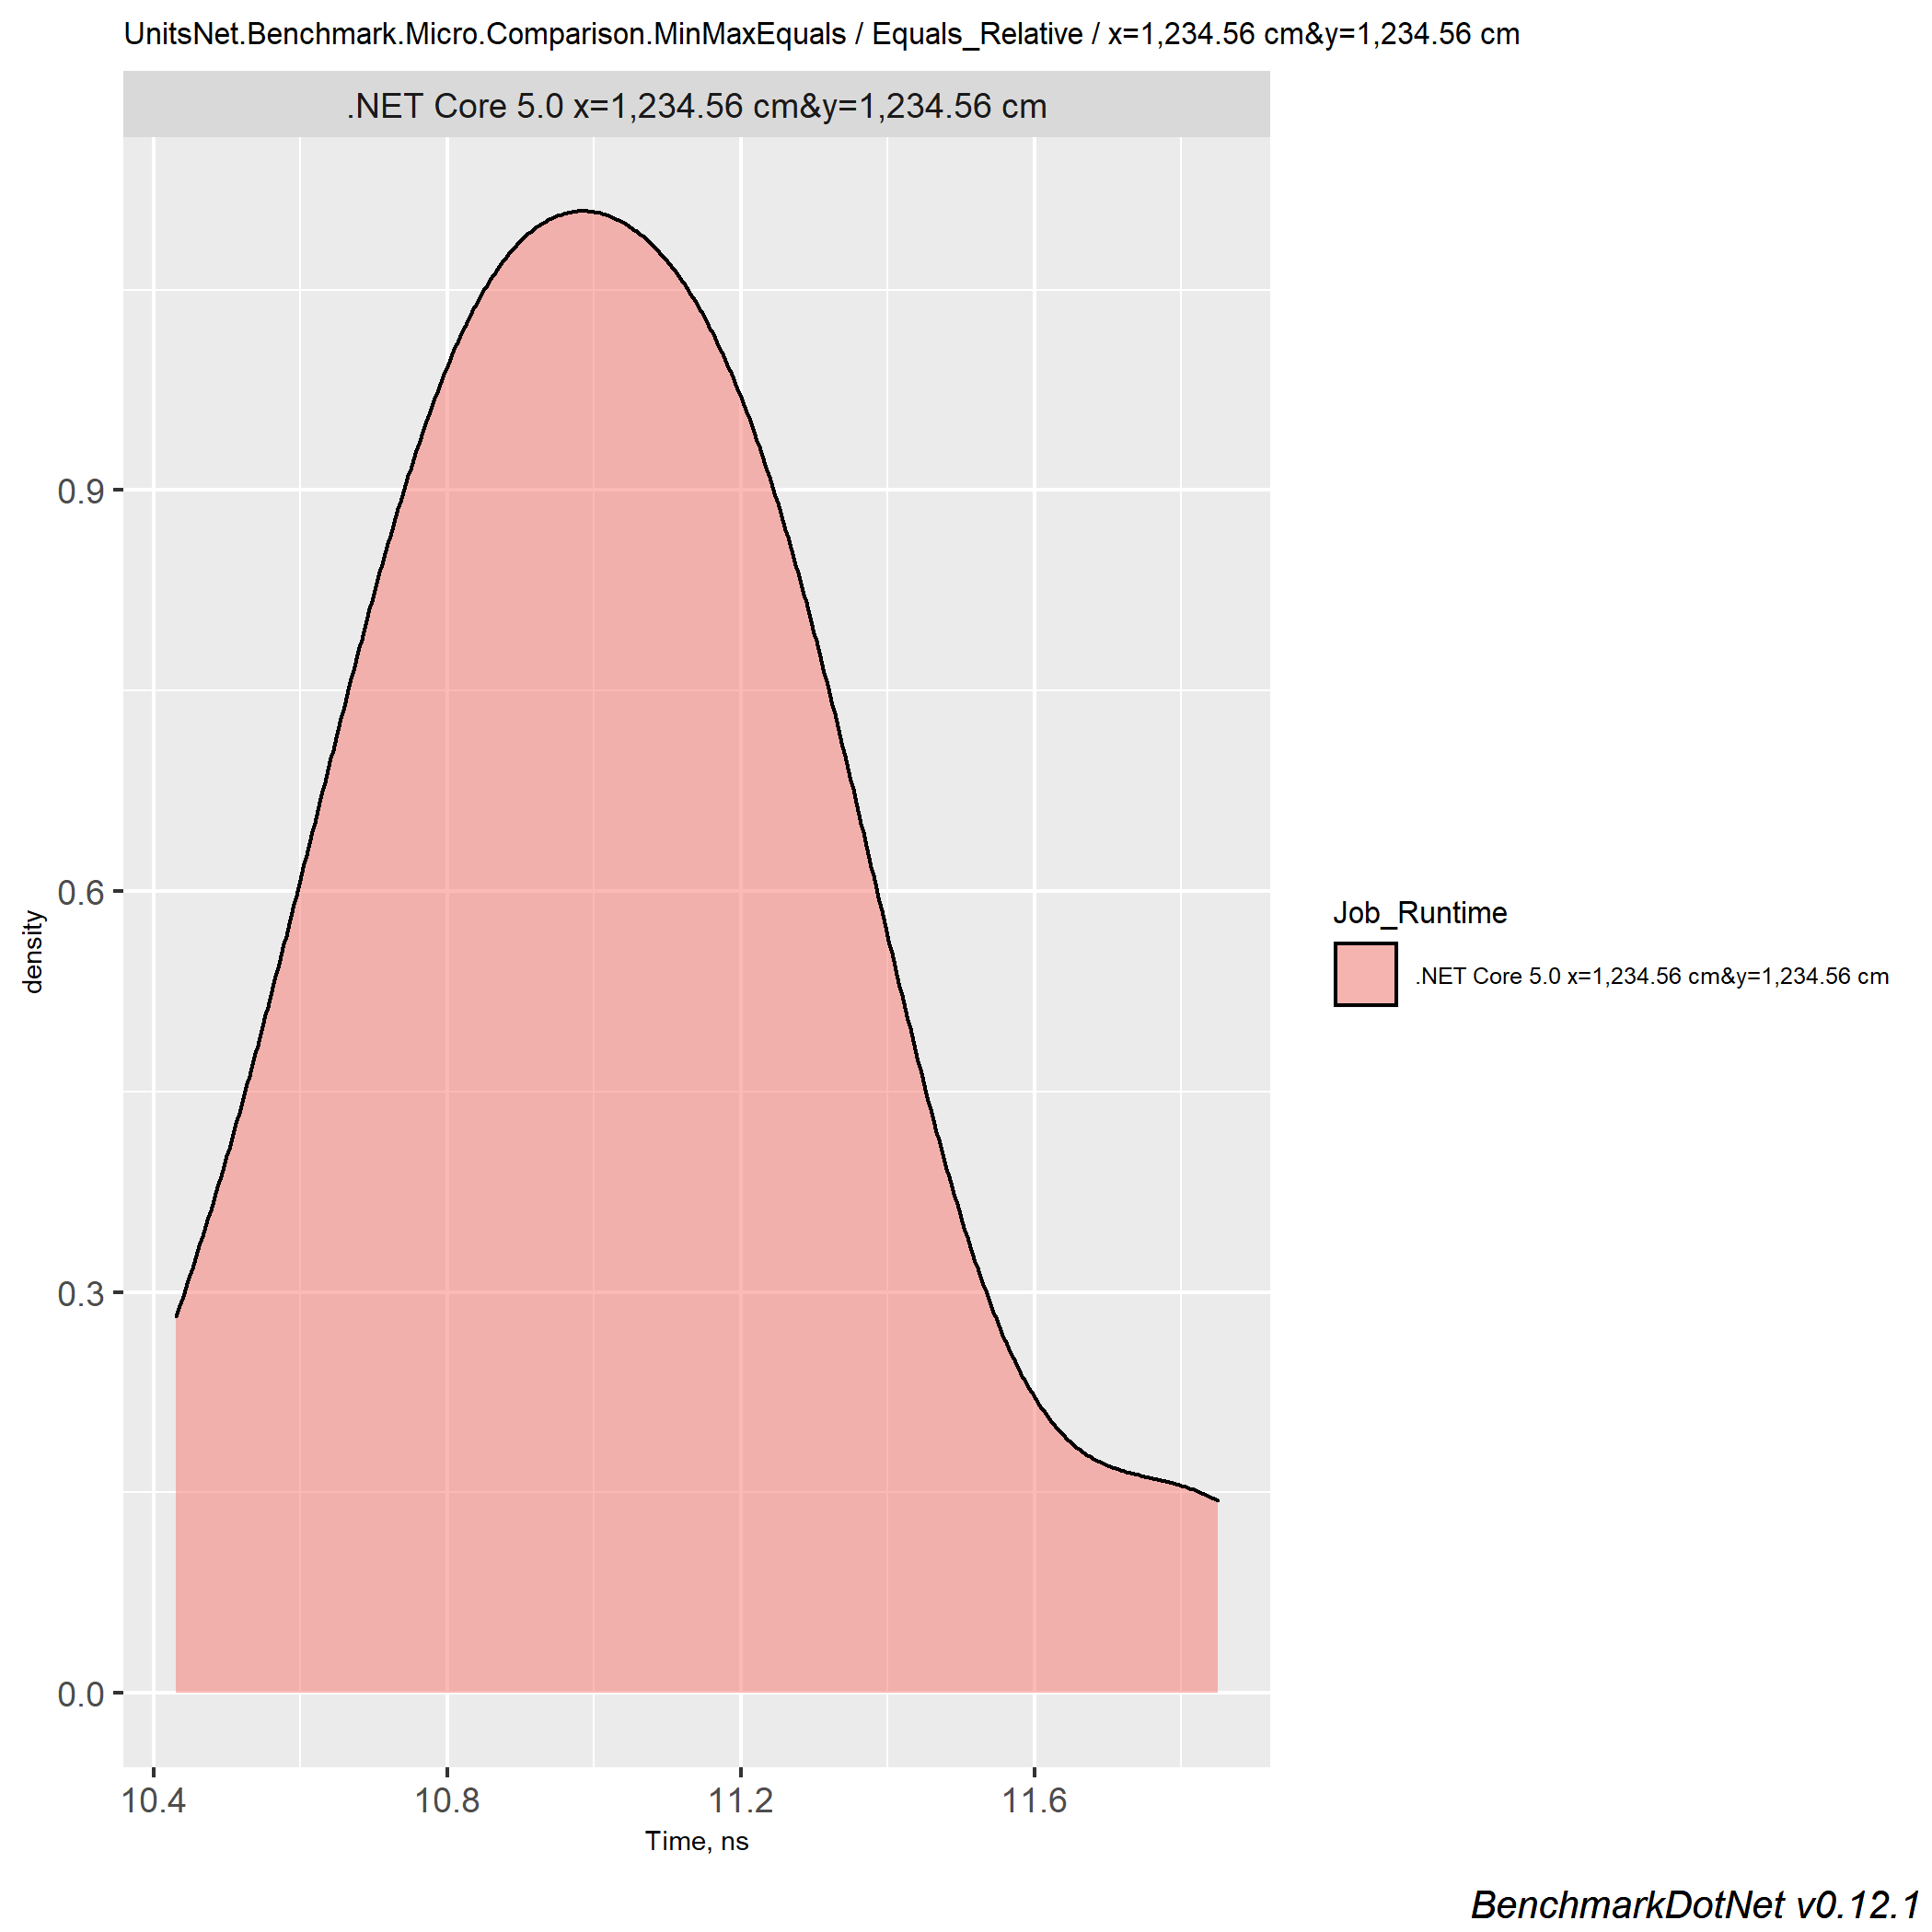 UnitsNet.Benchmark.Micro.Comparison.MinMaxEquals / Equals_Relative / x=1,234.56 cm&y=1,234.56 cm
.NET Core 5.0 x=1,234.56 cm&y=1,234.56 cm
0.9
0.6
0.3
0.0
density
10.4 10.8 11.2 11.6
Time, ns
Job_Runtime
.NET Core 5.0 x=1,234.56 cm&y=1,234.56 cm
BenchmarkDotNet v0.12.1